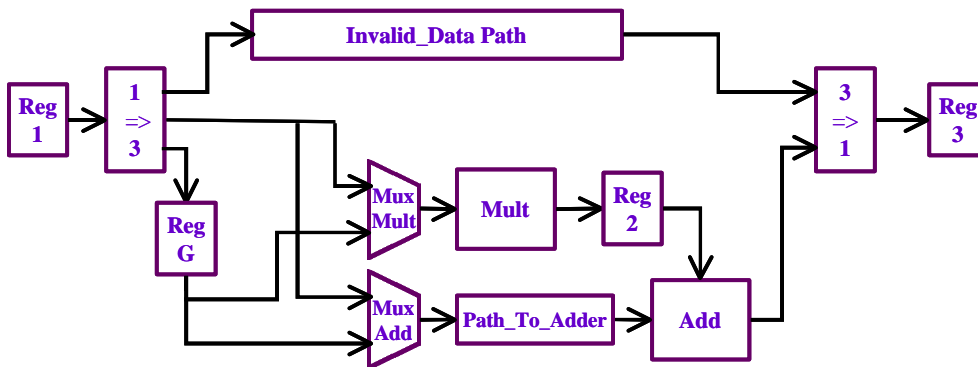 Invalid_Data Path
Reg
1
1
=>
3
3
=>
1
Reg
3
Mux
Mult
Mult
Reg
2
Reg
G
Mux
Add
Path_To_Adder
Add